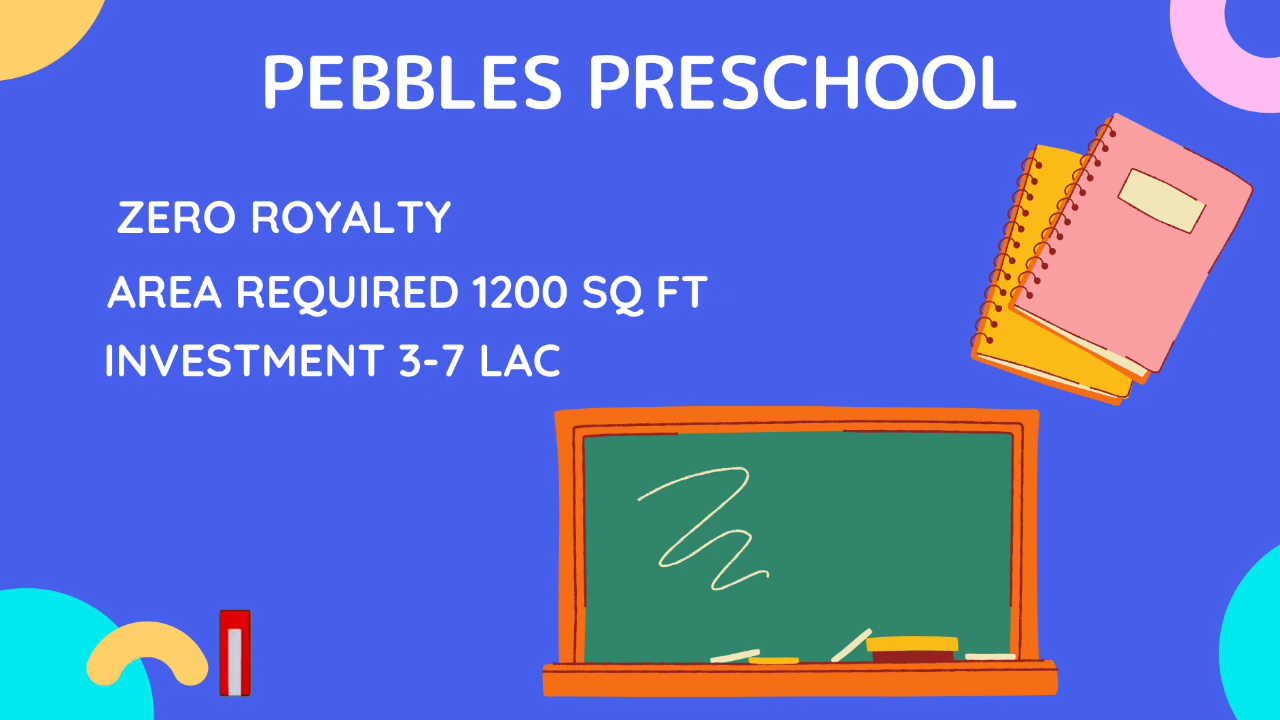 PEBBLES PRESCHOOL
ZERO ROYALTY
AREA REQUIRED 1200 SQ FT
INVESTMENT 3-7 LAC